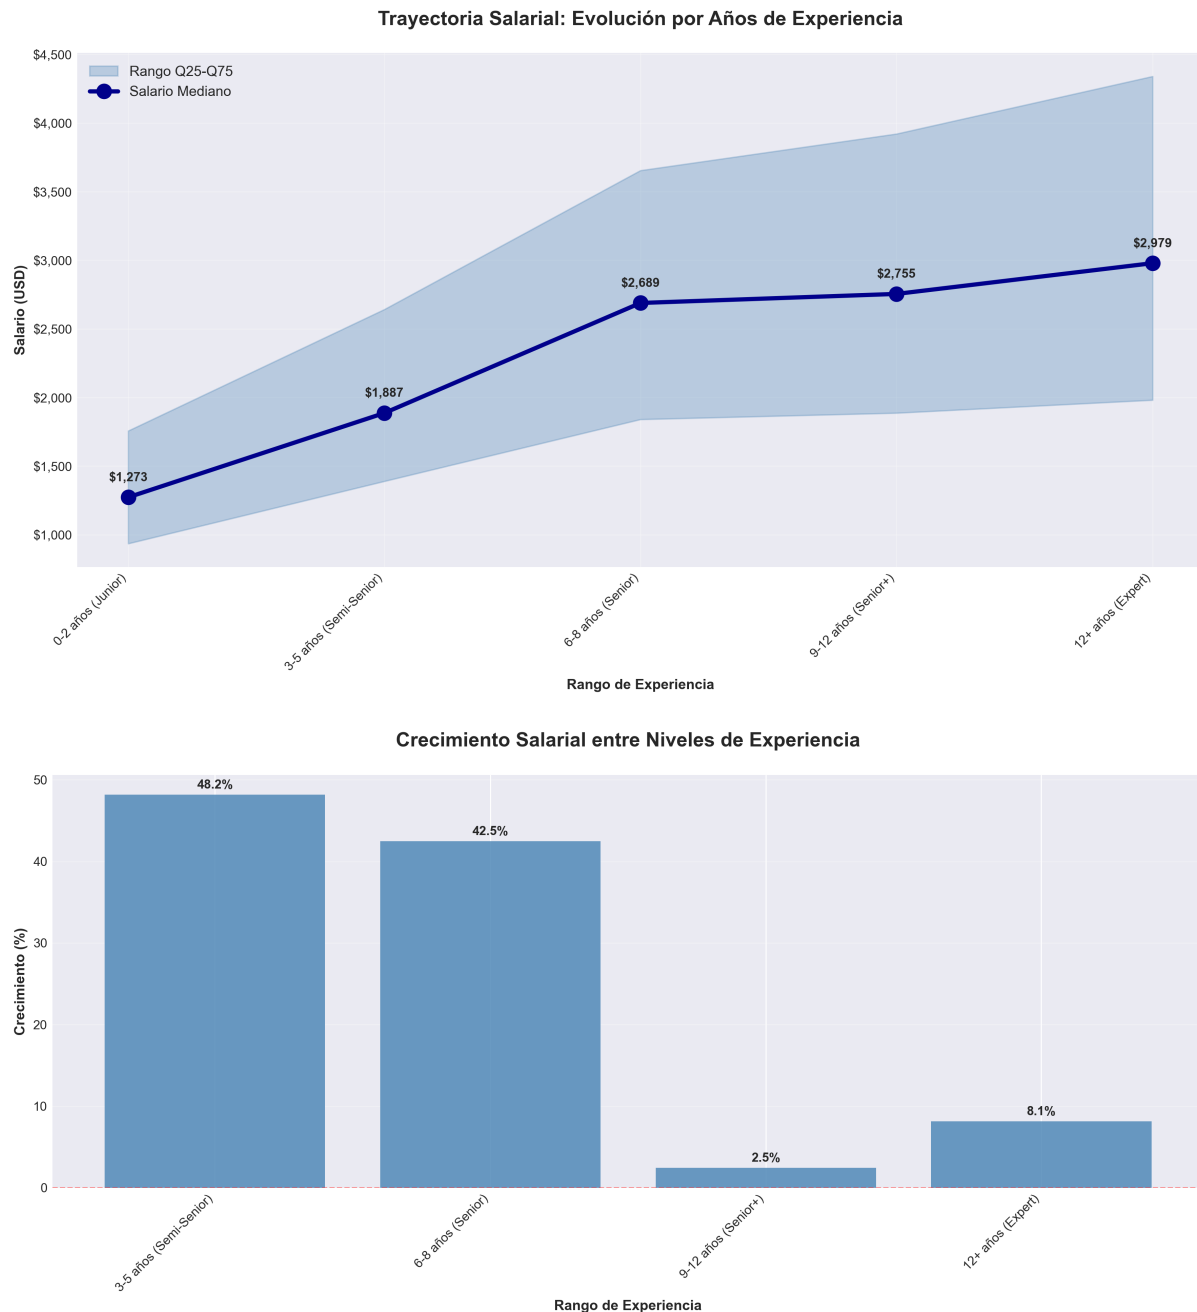 Trayectoria Salarial: Evolución por Años de Experiencia
$4,500
Rango Q25-Q75
Salario Mediano
$4,000
$3,500
$3,000
$2,500
$2,000
$1,500
$1,000
Salario (USD)
$1,273
$1,887
$2,689
$2,755
$2,979
0-2 años (Junior)
3-5 años (Semi-Senior)
6-8 años (Senior)
9-12 años (Senior+)
12+ años (Expert)
Rango de Experiencia
Crecimiento Salarial entre Niveles de Experiencia
50
40
30
20
10
0
Crecimiento (%)
48.2%
42.5%
2.5%
8.1%
3-5 años (Semi-Senior)
6-8 años (Senior)
9-12 años (Senior+)
12+ años (Expert)
Rango de Experiencia